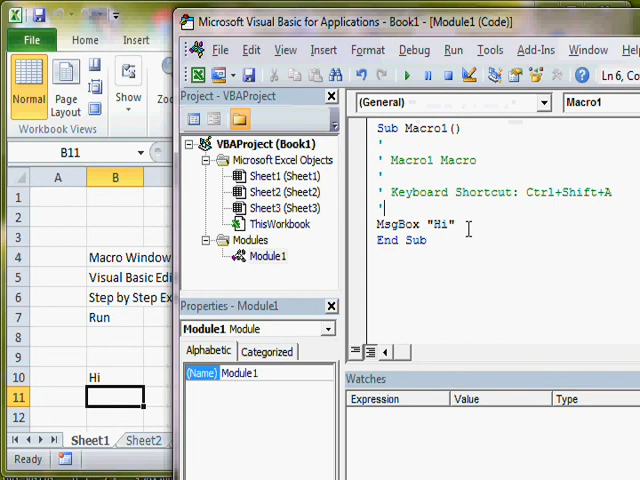 Microsoft Visual Basic for Applications - Book1 - [Module1 (Code)]
File Home Insert
File Edit View Insert Format Debug Run Tools Add-Ins Window
Ln 6, Co
Normal
Page Layout
Show
Zoo
Workbook Views
B11
A B
1
2
3
4 Macro Window
5 Visual Basic Edi
6 Step by Step Ex
7 Run
8
9
10 Hi
11
12
Sheet1 Sheet2
Ready
Project - VBAProject
VBAProject (Book1)
Microsoft Excel Objects
Sheet1 (Sheet1)
Sheet2 (Sheet2)
Sheet3 (Sheet3)
ThisWorkbook
Modules
Module1
Properties - Module1
Module1 Module
Alphabetic Categorized
(Name) Module1
(General) Macro1
Sub Macro1()
'
' Macro1 Macro
'
' Keyboard Shortcut: Ctrl+Shift+A
'
MsgBox "Hi"
End Sub
Watches
Expression Value Type